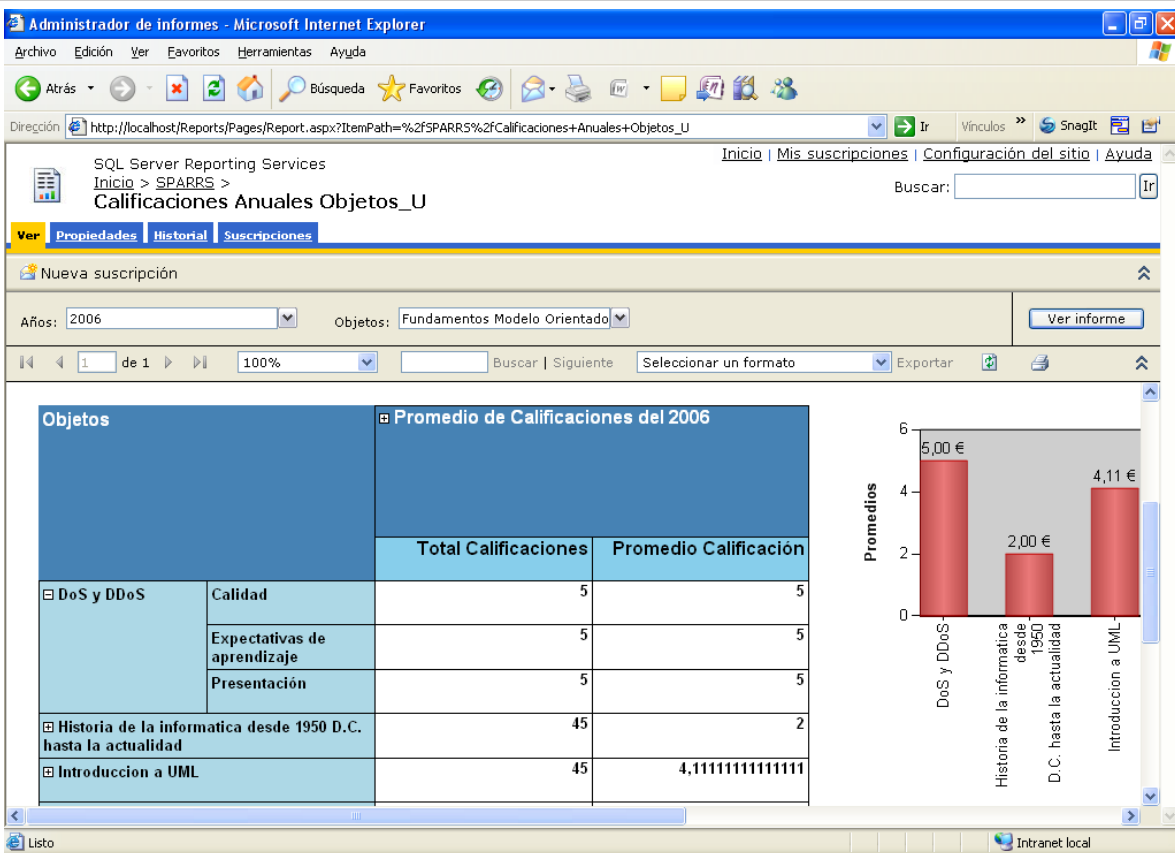 Administrador de informes - Microsoft Internet Explorer
Archivo Edición Ver Favoritos Herramientas Ayuda
Atrás Búsqueda Favoritos
Dirección http://localhost/Reports/Pages/Report.aspx?ItemPath=%2fSPARRS%2fCalificaciones+Anuales+Objetos_U Ir Vínculos » SnagIt
SQL Server Reporting Services
Inicio | Mis suscripciones | Configuración del sitio | Ayuda
Inicio > SPARRS >
Calificaciones Anuales Objetos_U
Buscar: Ir
Ver Propiedades Historial Suscripciones
Nueva suscripción
Años: 2006 Objetos: Fundamentos Modelo Orientado Ver informe
1 de 1 100% Buscar | Siguiente Seleccionar un formato Exportar
Objetos
Promedio de Calificaciones del 2006
Total Calificaciones Promedio Calificación
DoS y DDoS Calidad 5 5
Expectativas de
aprendizaje 5 5
Presentación 5 5
Historia de la informatica desde 1950 D.C.
hasta la actualidad 45 2
Introduccion a UML 45 4,11111111111111
Promedios
6
4
2
0
5,00 €
2,00 €
4,11 €
DoS y DDoS
Historia de la informatica
desde
1950
D.C. hasta la actualidad
Introduccion a UML
Listo Intranet local